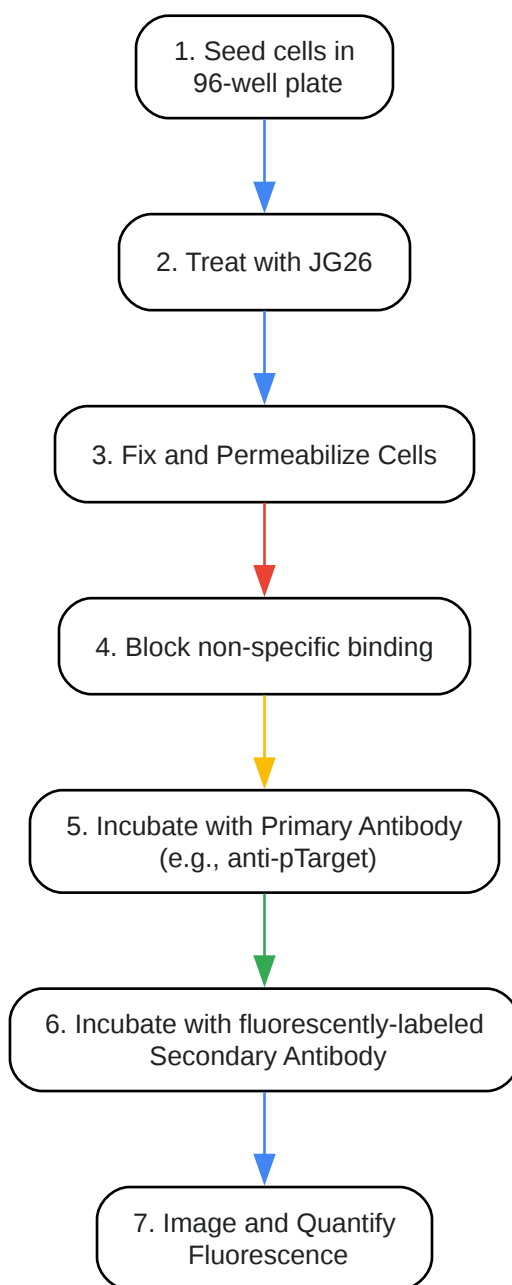 1. Seed cells in
96-well plate
2. Treat with JG26
3. Fix and Permeabilize Cells
4. Block non-specific binding
5. Incubate with Primary Antibody
(e.g., anti-pTarget)
6. Incubate with fluorescently-labeled
Secondary Antibody
7. Image and Quantify
Fluorescence